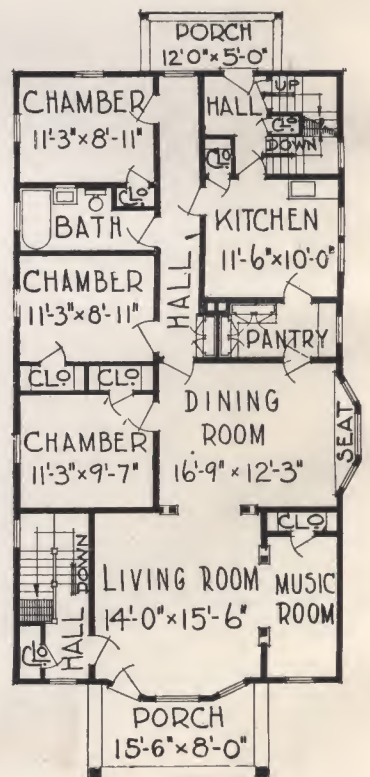 PORCH
12'0"×5'-0"
CHAMBER
11'-3"×8'-11"
HALL
UP
CLO
DOWN
CLO
CLO
BATH
KITCHEN
11'-6"×10'-0"
CHAMBER
11'-3"×8'-11"
HALL
PANTRY
CLO
CLO
DINING
ROOM
16'-9"×12'-3"
SEAT
CHAMBER
11'-3"×9'-7"
CLO
DOWN
LIVING ROOM
14'-0"×15'-6"
MUSIC
ROOM
CLO
HALL
PORCH
15'-6"×8'-0"